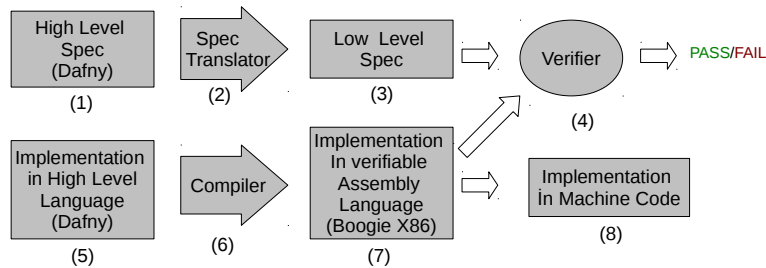 High Level
Spec
(Dafny)
(1)
Spec
Translator
(2)
Low Level
Spec
(3)
Verifier
(4)
PASS/FAIL
Implementation
in High Level
Language
(Dafny)
(5)
Compiler
(6)
Implementation
In verifiable
Assembly
Language
(Boogie X86)
(7)
Implementation
İn Machine Code
(8)